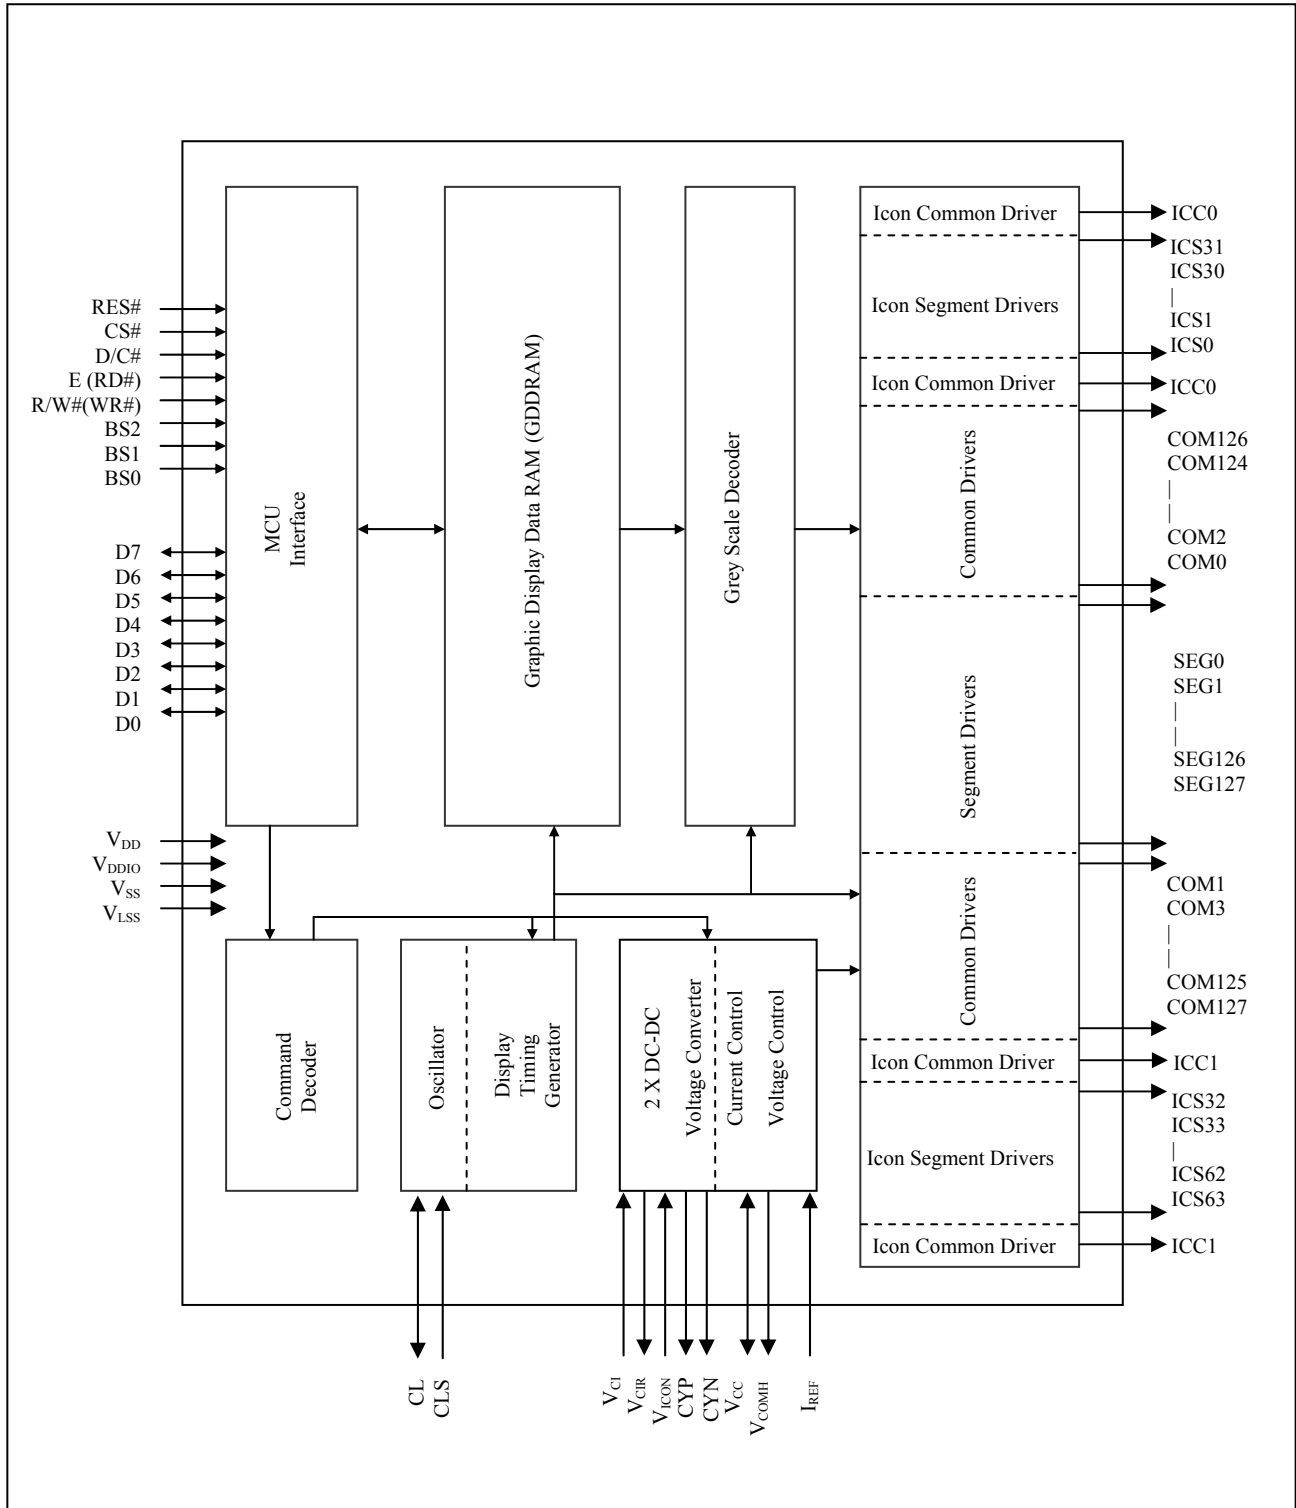 RES#
CS#
D/C#
E (RD#)
R/W#(WR#)
BS2
BS1
BS0
D7
D6
D5
D4
D3
D2
D1
D0
VDD
VDDIO
VSS
VLSS
MCU
Interface
Graphic Display Data RAM (GDDRAM)
Grey Scale Decoder
Icon Common Driver
Icon Segment Drivers
Icon Common Driver
Common Drivers
Segment Drivers
Common Drivers
Icon Common Driver
Icon Segment Drivers
Icon Common Driver
ICC0
ICS31
ICS30
|
ICS1
ICS0
ICC0
COM126
COM124
|
|
COM2
COM0
SEG0
SEG1
|
|
SEG126
SEG127
COM1
COM3
|
|
COM125
COM127
ICC1
ICS32
ICS33
|
ICS62
ICS63
ICC1
Command
Decoder
Oscillator
Display
Timing
Generator
2 X DC-DC
Voltage Converter
Current Control
Voltage Control
CL
CLS
VCI
VCIR
VICON
CYP
CYN
VCC
VCOMH
IREF